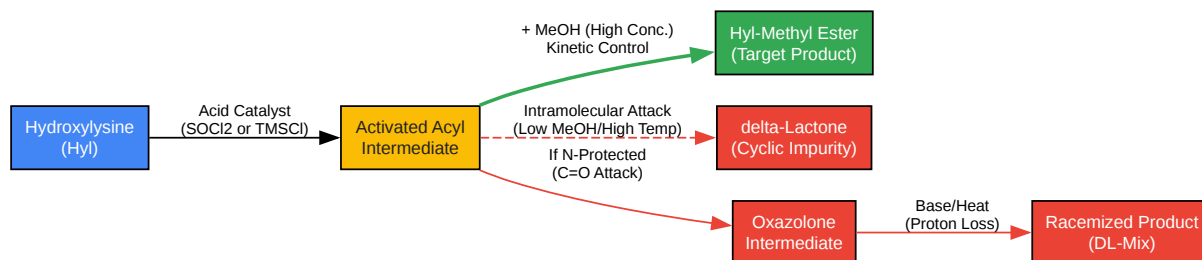 + MeOH (High Conc.)
Kinetic Control
Hyl-Methyl Ester
(Target Product)
Hydroxylysine
(Hyl)
Acid Catalyst
(SOCl2 or TMSCl)
Activated Acyl
Intermediate
Intramolecular Attack
(Low MeOH/High Temp)
delta-Lactone
(Cyclic Impurity)
If N-Protected
(C=O Attack)
Oxazolone
Intermediate
Base/Heat
(Proton Loss)
Racemized Product
(DL-Mix)